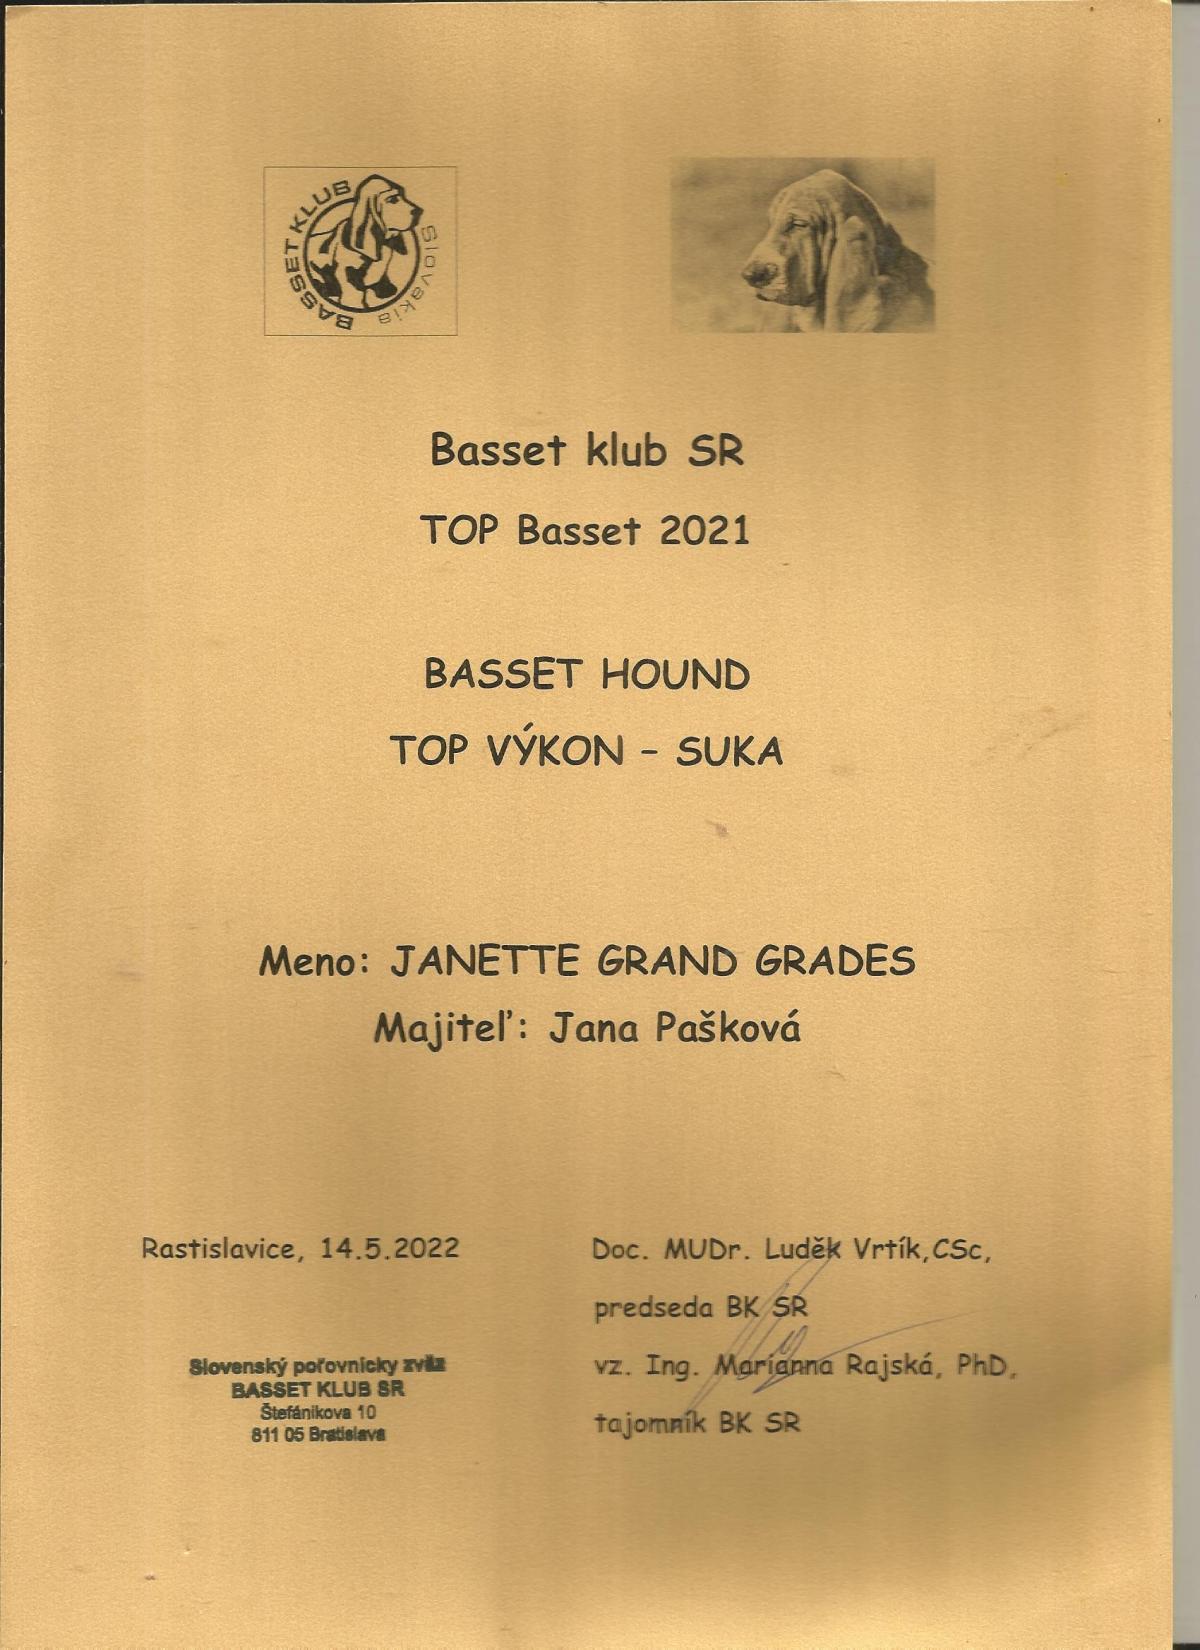 BASSET KLUB Slovakia
Basset klub SR
TOP Basset 2021
BASSET HOUND
TOP VÝKON – SUKA
Meno: JANETTE GRAND GRADES
Majiteľ: Jana Pašková
Rastislavice, 14.5.2022
Doc. MUDr. Luděk Vrtík,CSc,
predseda BK SR
vz. Ing. Marianna Rajská, PhD,
tajomník BK SR
Slovenský poľovnícky zväz
BASSET KLUB SR
Štefánikova 10
811 05 Bratislava